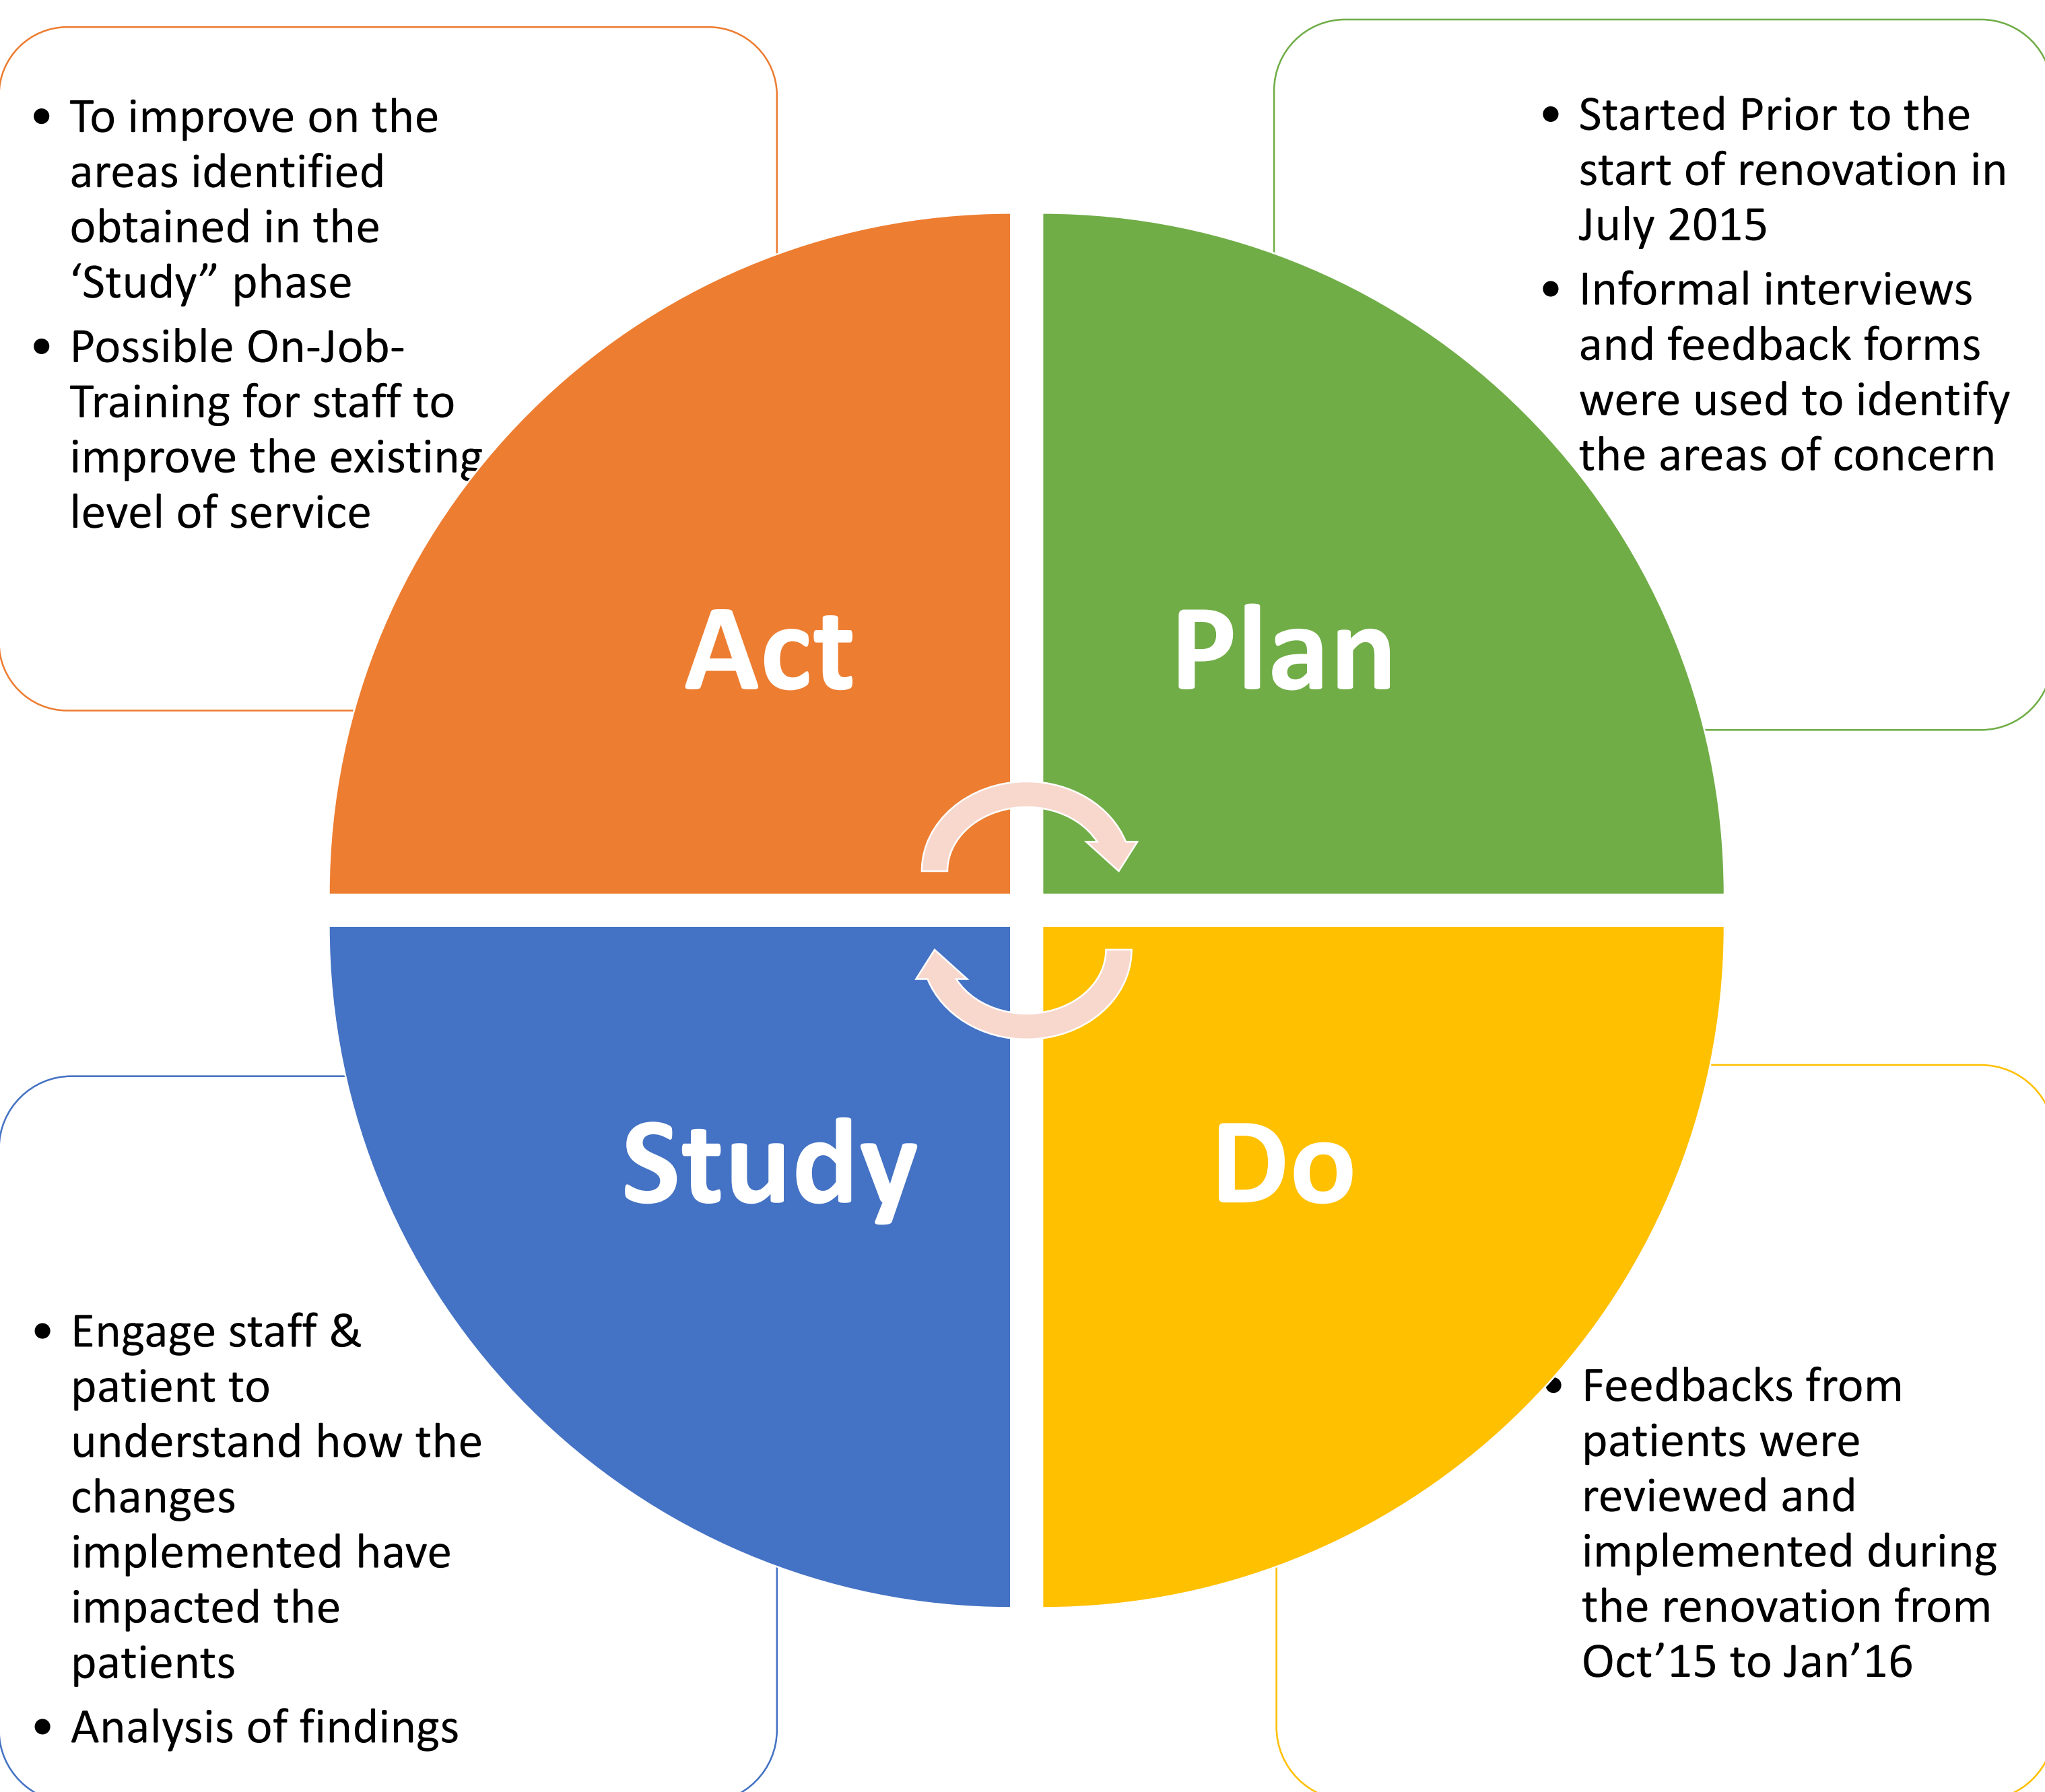 • To improve on the
areas identified
obtained in the
‘Study” phase
• Possible On-Job-
Training for staff to
improve the existing
level of service
• Started Prior to the
start of renovation in
July 2015
• Informal interviews
and feedback forms
were used to identify
the areas of concern
Act
Plan
Study
Do
• Engage staff &
patient to
understand how the
changes
implemented have
impacted the
patients
• Analysis of findings
• Feedbacks from
patients were
reviewed and
implemented during
the renovation from
Oct’15 to Jan’16